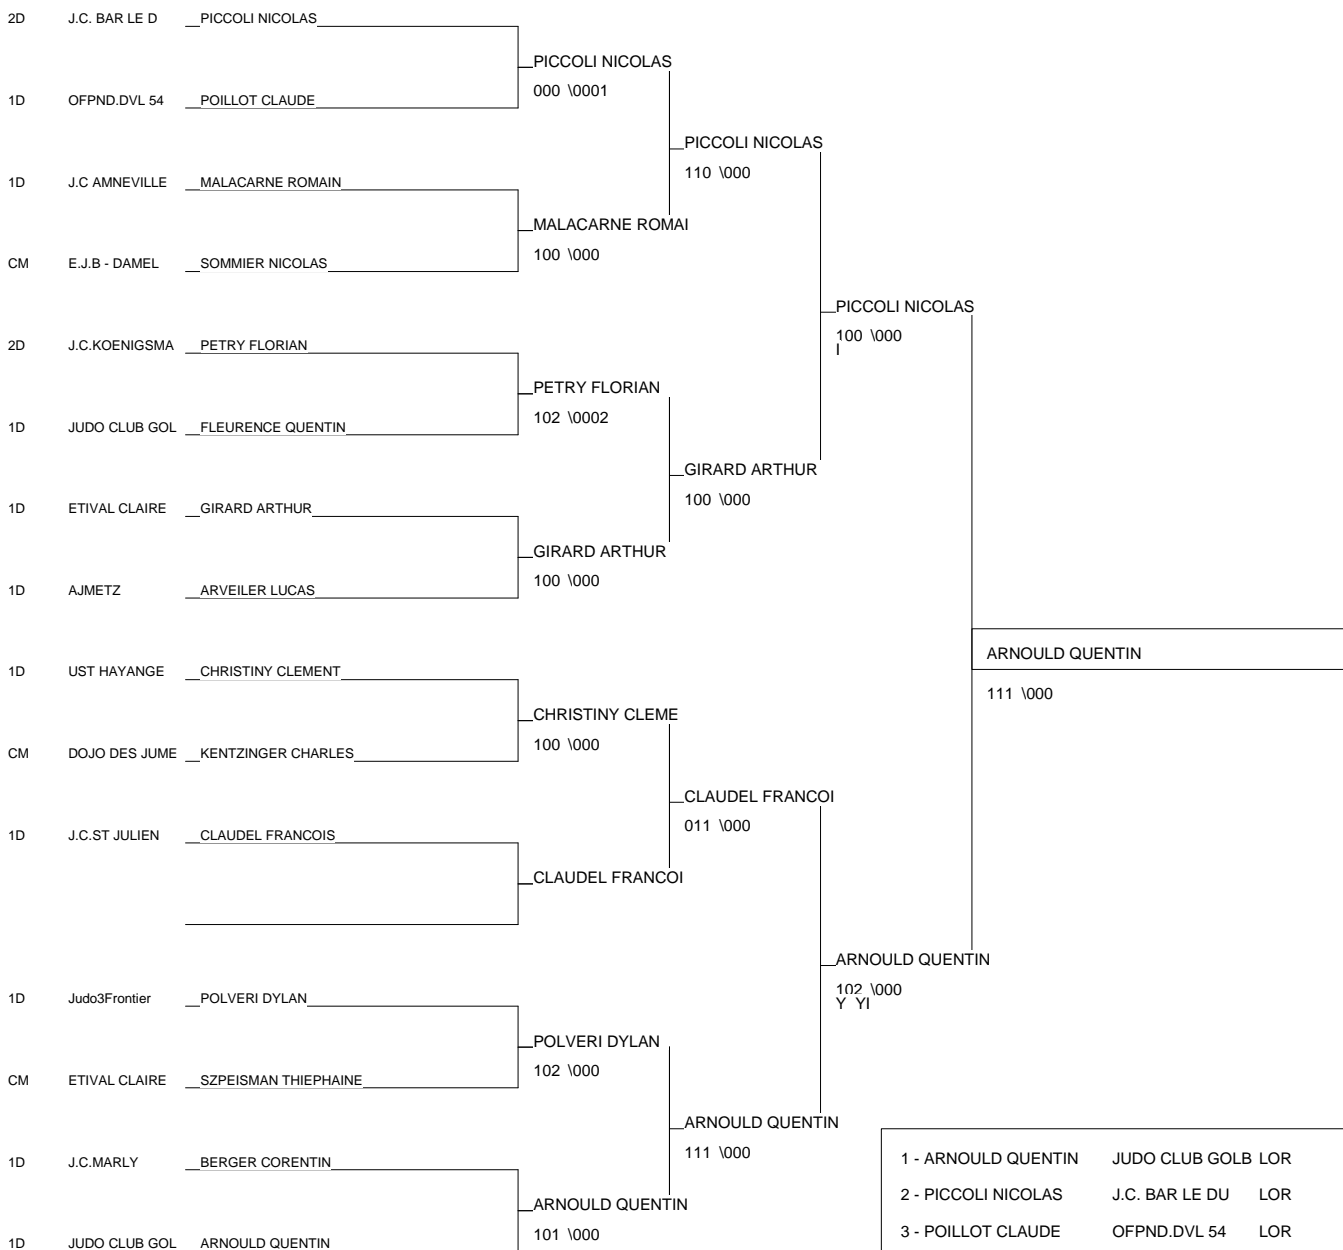 2D J.C. BAR LE D PICCOLI NICOLAS
PICCOLI NICOLAS
000 \0001
1D OFPND.DVL 54 POILLOT CLAUDE
PICCOLI NICOLAS
110 \000
1D J.C AMNEVILLE MALACARNE ROMAIN
MALACARNE ROMAI
100 \000
CM E.J.B - DAMEL SOMMIER NICOLAS
PICCOLI NICOLAS
100 \000
I
2D J.C.KOENIGSMA PETRY FLORIAN
PETRY FLORIAN
102 \0002
1D JUDO CLUB GOL FLEURENCE QUENTIN
GIRARD ARTHUR
100 \000
1D ETIVAL CLAIRE GIRARD ARTHUR
GIRARD ARTHUR
100 \000
1D AJMETZ ARVEILER LUCAS
ARNOULD QUENTIN
111 \000
1D UST HAYANGE CHRISTINY CLEMENT
CHRISTINY CLEME
100 \000
CM DOJO DES JUME KENTZINGER CHARLES
CLAUDEL FRANCOI
011 \000
1D J.C.ST JULIEN CLAUDEL FRANCOIS
CLAUDEL FRANCOI
ARNOULD QUENTIN
102 \000
Y YI
1D Judo3Frontier POLVERI DYLAN
POLVERI DYLAN
102 \000
CM ETIVAL CLAIRE SZPEISMAN THIEPHAINE
ARNOULD QUENTIN
111 \000
1D J.C.MARLY BERGER CORENTIN
ARNOULD QUENTIN
101 \000
1D JUDO CLUB GOL ARNOULD QUENTIN
1 - ARNOULD QUENTIN JUDO CLUB GOLB LOR
2 - PICCOLI NICOLAS J.C. BAR LE DU LOR
3 - POILLOT CLAUDE OFPND.DVL 54 LOR